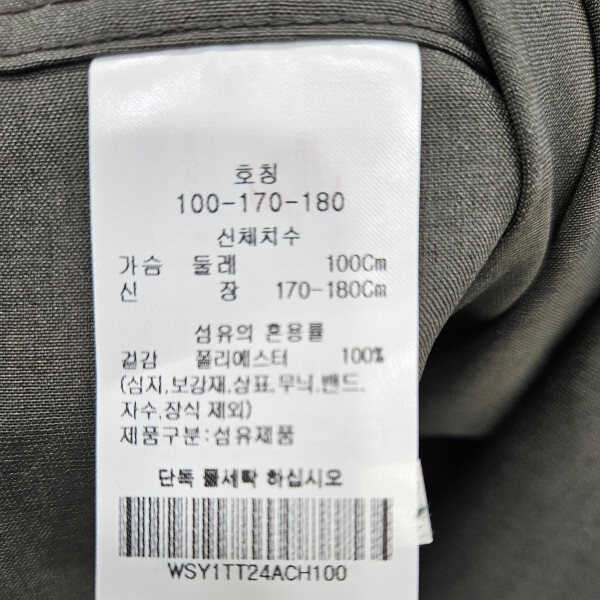 호칭
100-170-180
신체치수
가슴 둘레 100Cm
신 장 170-180Cm
섬유의 혼용률
겉감 폴리에스터 100%
(심지,보강재,상표,무늬,밴드,
자수,장식 제외)
제품구분:섬유제품
단독 물세탁 하십시오
WSY1TT24ACH100